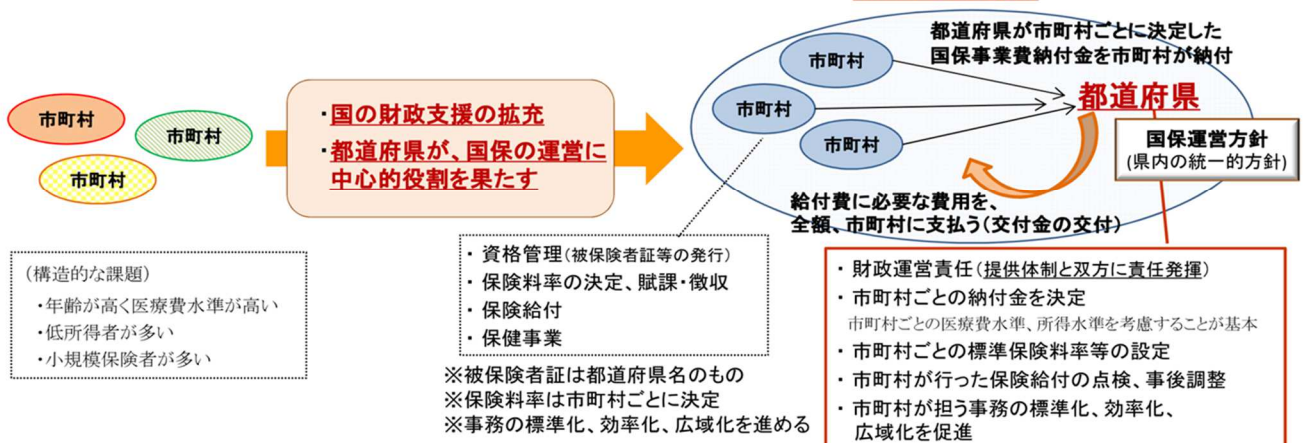 市町村
市町村
市町村
(構造的な課題)
・年齢が高く医療費水準が高い
・低所得者が多い
・小規模保険者が多い
・国の財政支援の拡充
・都道府県が、国保の運営に
中心的役割を果たす
都道府県が市町村ごとに決定した
国保事業費納付金を市町村が納付
市町村
市町村
市町村
都道府県
国保運営方針
(県内の統一的方針)
給付費に必要な費用を、
全額、市町村に支払う(交付金の交付)
・資格管理(被保険者証等の発行)
・保険料率の決定、賦課・徴収
・保険給付
・保健事業
※被保険者証は都道府県名のもの
※保険料率は市町村ごとに決定
※事務の標準化、効率化、広域化を進める
・財政運営責任(提供体制と双方に責任発揮)
・市町村ごとの納付金を決定
市町村ごとの医療費水準、所得水準を考慮することが基本
・市町村ごとの標準保険料率等の設定
・市町村が行った保険給付の点検、事後調整
・市町村が担う事務の標準化、効率化、
広域化を促進